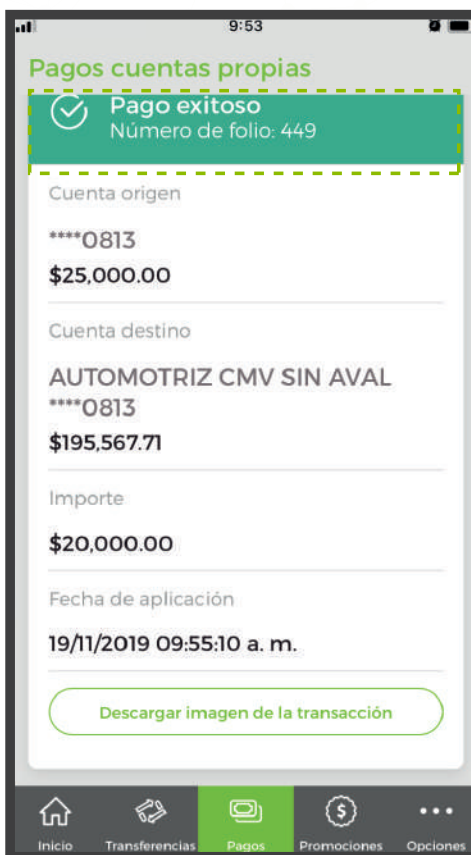 9:53
Pagos cuentas propias
Pago exitoso
Número de folio: 449
Cuenta origen
****0813
$25,000.00
Cuenta destino
AUTOMOTRIZ CMV SIN AVAL
****0813
$195,567.71
Importe
$20,000.00
Fecha de aplicación
19/11/2019 09:55:10 a. m.
Descargar imagen de la transacción
Inicio Transferencias Pagos Promociones Opciones